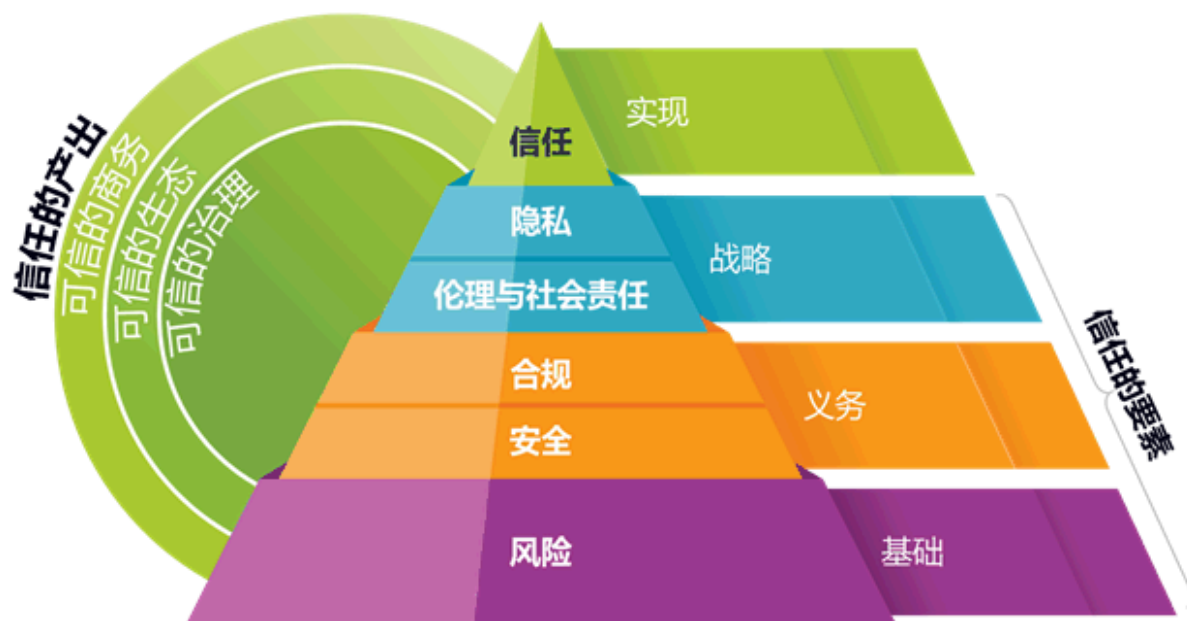 信任的产出
可信的商务
可信的生态
可信的治理
信任
实现
隐私
伦理与社会责任
战略
合规
安全
义务
风险
基础
信任的要素